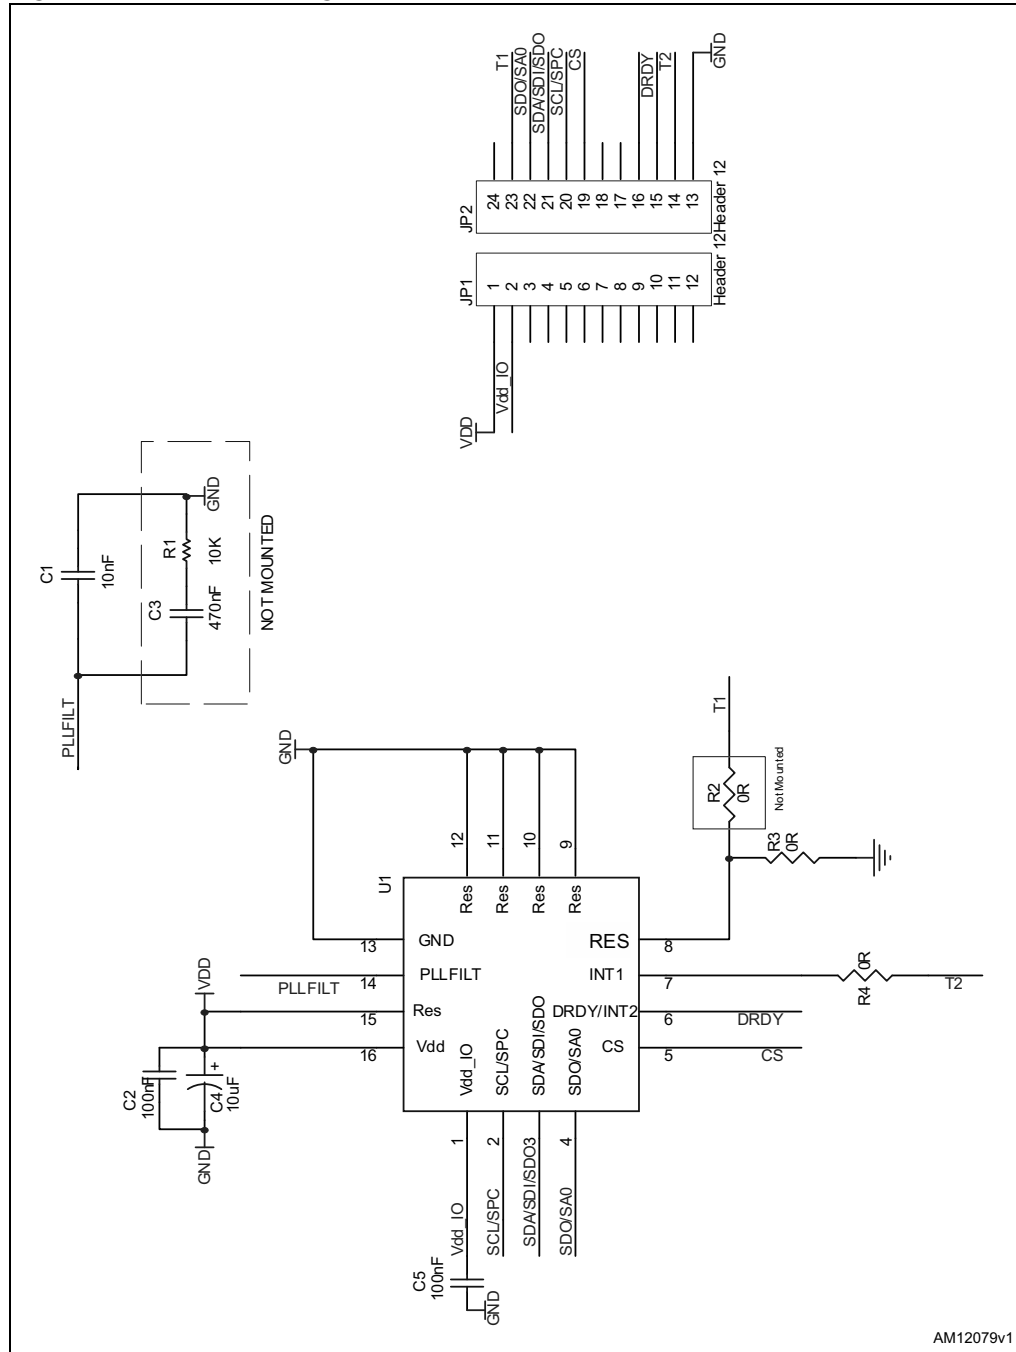 T1
SDO/SA0
SDA/SDI/SDO
SCL/SPC
CS
DRDY
T2
GND
JP2
24
23
22
21
20
19
18
17
16
15
14
13
Header 12
JP1
1
2
3
4
5
6
7
8
9
10
11
12
Header 12
VDD
Vdd_IO
C1
10nF
R1
10K
GND
C3
470nF
NOT MOUNTED
PLLFILT
GND
12
11
10
9
U1
Res
Res
Res
Res
T1
R2
0R
Not Mounted
R3
0R
13
GND
RES
8
PLLFILT
14
PLLFILT
INT1
7
R4
0R
T2
VDD
15
Res
DRDY/INT2
6
DRDY
16
Vdd
CS
5
CS
Vdd_IO
SCL/SPC
SDA/SDI/SDO
SDO/SA0
C2
100nF
+
C4
10uF
GND
1
2
3
4
Vdd_IO
SCL/SPC
SDA/SDI/SDO
SDO/SA0
C5
100nF
GND
AM12079v1